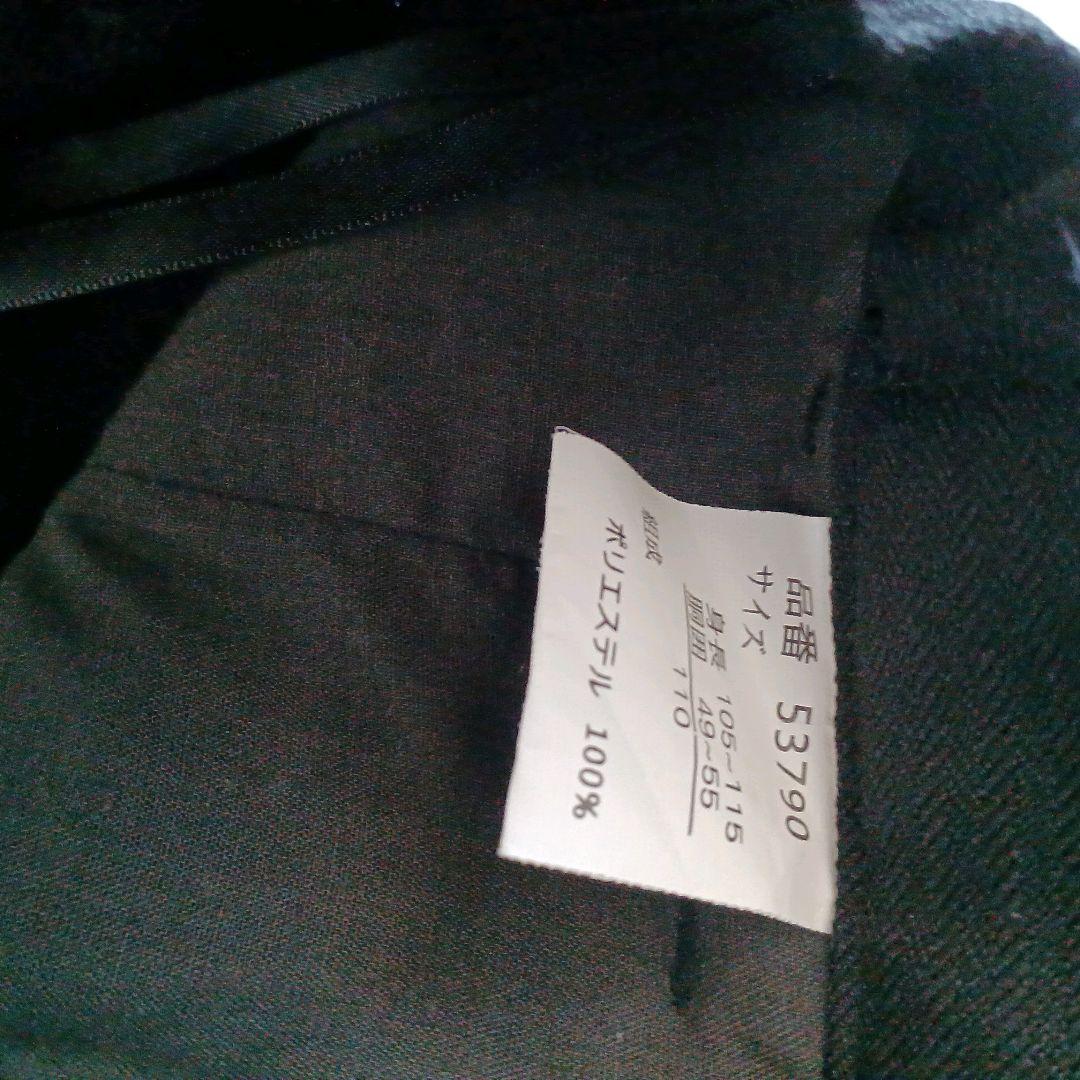 品番 53790
サイズ
身長 105~115
胴囲 49~55
110
組成
ポリエステル 100%